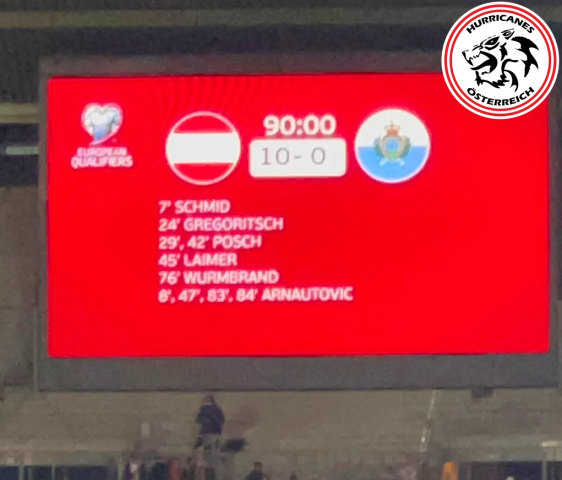 HURRICANES
ÖSTERREICH
EUROPEAN
QUALIFIERS
90:00
10- 0
7' SCHMID
24' GREGORITSCH
29', 42' POSCH
45' LAIMER
76' WURMBRAND
8', 47', 83', 84' ARNAUTOVIC